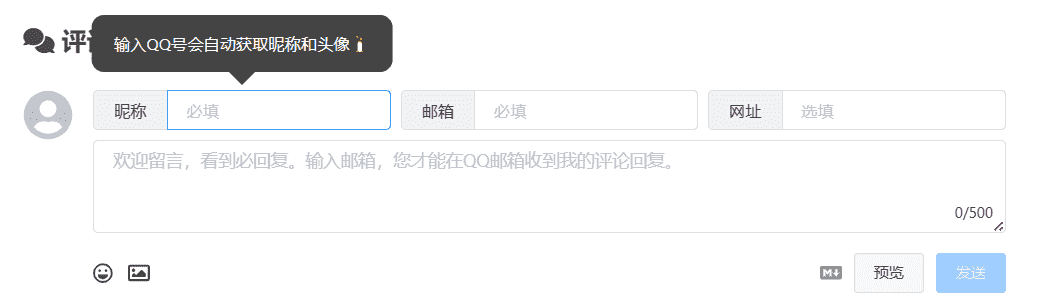 输入QQ号会自动获取昵称和头像
评
昵称 必填 邮箱 必填 网址 选填
欢迎留言，看到必回复。输入邮箱，您才能在QQ邮箱收到我的评论回复。
0/500
M↓ 预览 发送